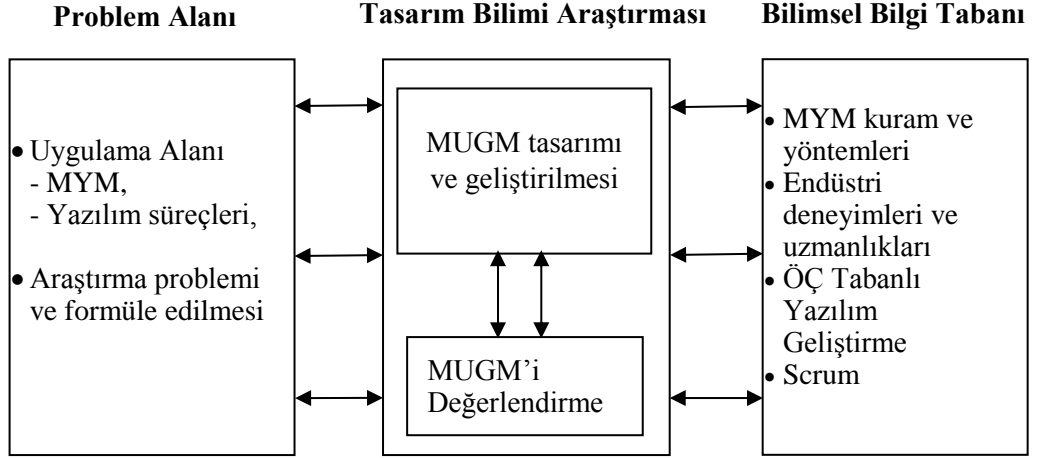 Problem Alanı
Tasarım Bilimi Araştırması
Bilimsel Bilgi Tabanı
• Uygulama Alanı
- MYM,
- Yazılım süreçleri,
• Araştırma problemi
ve formüle edilmesi
MUGM tasarımı
ve geliştirilmesi
MUGM’i
Değerlendirme
• MYM kuram ve
yöntemleri
• Endüstri
deneyimleri ve
uzmanlıkları
• ÖÇ Tabanlı
Yazılım
Geliştirme
• Scrum